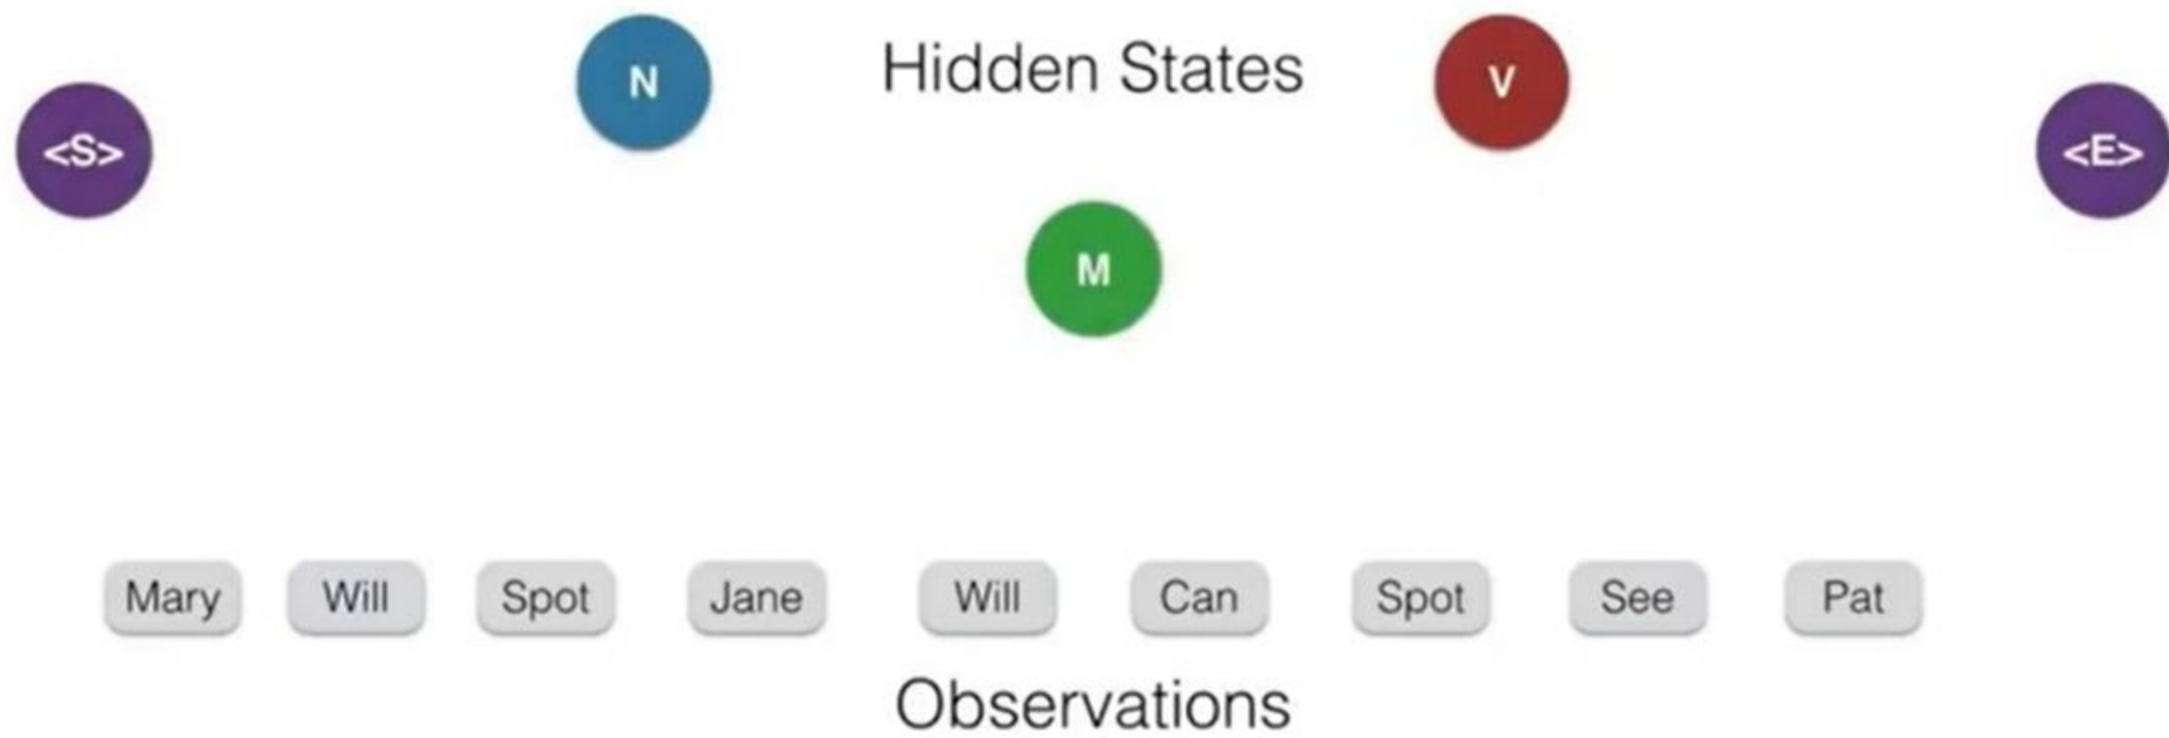 Hidden States
N
V
<S>
<E>
M
Mary Will Spot Jane Will Can Spot See Pat
Observations